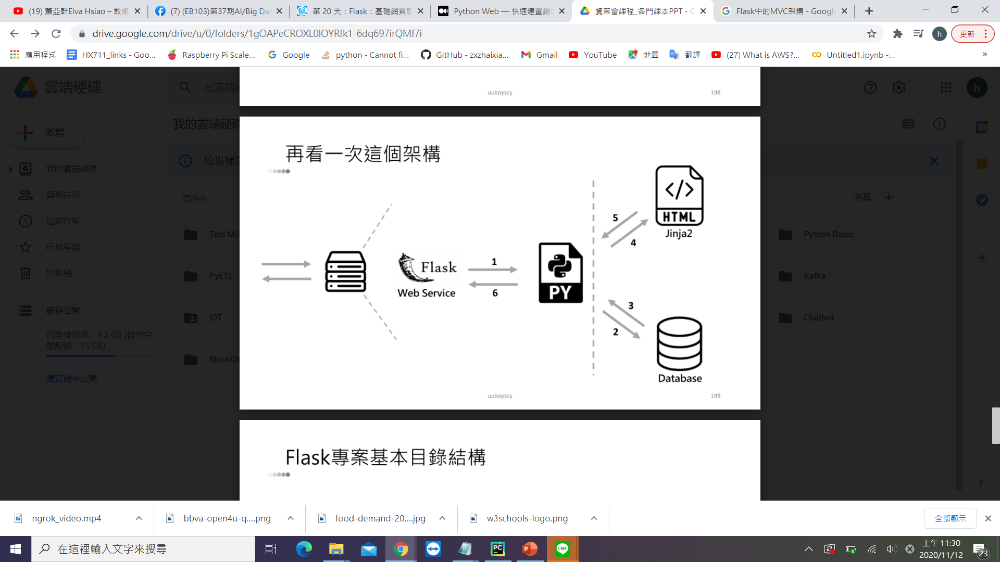 (19) 蕭亞軒Elva Hsiao – 敢傷
(7) (EB103)第37期AI/Big Da
第 20 天：Flask：基礎網頁
Python Web — 快速建置網
資策會課程_各門課本PPT - G
Flask中的MVC架構 - Google
drive.google.com/drive/u/0/folders/1gOAPeCROXL0lOYRfk1-6dq697irQMf7i
h
更新
應用程式
HX711_links - Goo...
Raspberry Pi Scale...
Google
python - Cannot fi...
GitHub - zxzhaixia...
Gmail
YouTube
地圖
翻譯
(27) What is AWS?...
Untitled1.ipynb -...
»
雲端硬碟
在雲端
h
uuboyscy
198
新增
我的雲端硬碟
垃圾桶
我的雲端硬碟
與我共用
近期存取
已加星號
垃圾桶
儲存空間
目前使用量：9.2 GB (儲存空
間配額：15 GB)
購買儲存空間
資料夾
名稱
Text Mi
PyETL
IOT
BlockCh
Python Basic
Kafka
Chatbot
再看一次這個架構
</>
HTML
Jinja2
5
4
Flask
Web Service
1
6
PY
3
2
Database
uuboyscy
199
Flask專案基本目錄結構
ngrok_video.mp4
bbva-open4u-q....png
food-demand-20....jpg
w3schools-logo.png
全部顯示
在這裡輸入文字來搜尋
PC
P
LINE
上午 11:30
2020/11/12
23